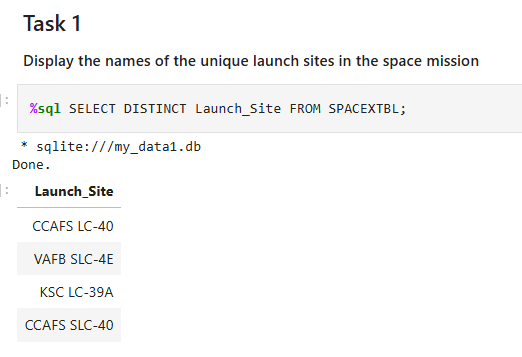 Task 1
Display the names of the unique launch sites in the space mission
]:
%sql SELECT DISTINCT Launch_Site FROM SPACEXTBL;
* sqlite:///my_data1.db
Done.
]:
Launch_Site
CCAFS LC-40
VAFB SLC-4E
KSC LC-39A
CCAFS SLC-40